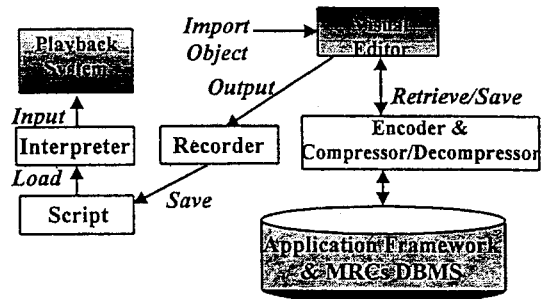 Import
Object
Visual
Editor
Playback
System
Output
Retrieve/Save
Input
Interpreter
Recorder
Encoder &
Compressor/Decompressor
Load
Save
Script
Application Framework
& MRCs DBMS